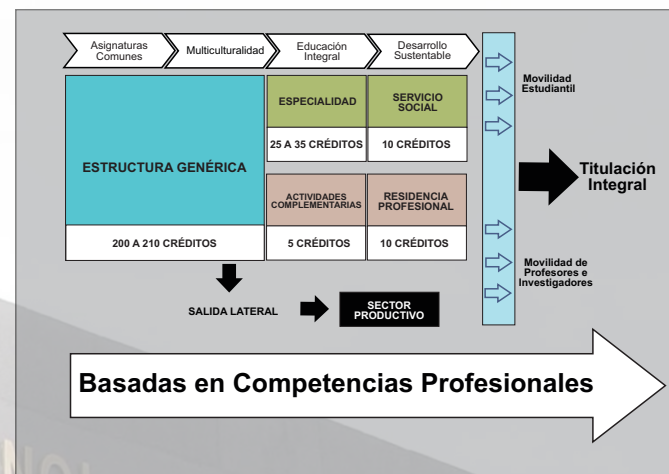 Asignaturas
Comunes
Multiculturalidad
Educación
Integral
Desarrollo
Sustentable
ESTRUCTURA GENÉRICA
200 A 210 CRÉDITOS
ESPECIALIDAD
25 A 35 CRÉDITOS
SERVICIO
SOCIAL
10 CRÉDITOS
ACTIVIDADES
COMPLEMENTARIAS
5 CRÉDITOS
RESIDENCIA
PROFESIONAL
10 CRÉDITOS
Movilidad
Estudiantil
Titulación
Integral
Movilidad de
Profesores e
Investigadores
SALIDA LATERAL
SECTOR
PRODUCTIVO
Basadas en Competencias Profesionales